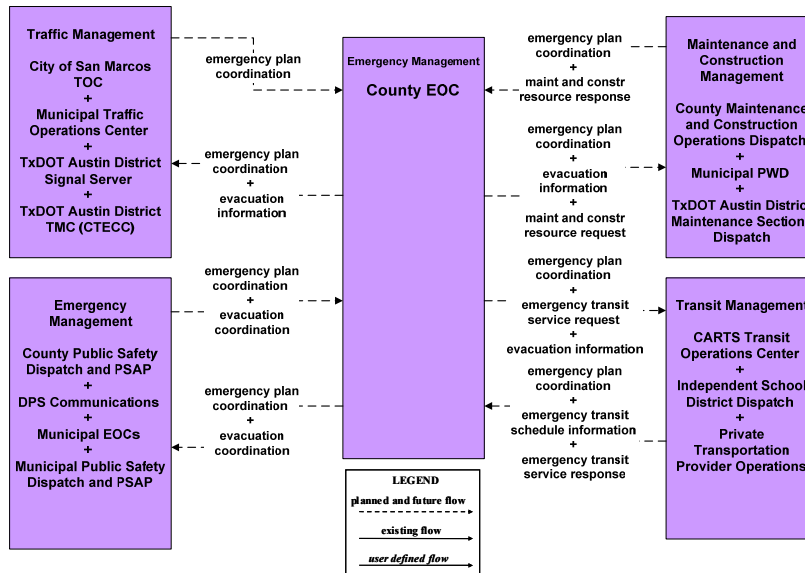 Traffic Management
City of San Marcos
TOC
+
Municipal Traffic
Operations Center
+
TxDOT Austin District
Signal Server
+
TxDOT Austin District
TMC (CTECC)
emergency plan
coordination
emergency plan
coordination
+
evacuation
information
Emergency
Management
County Public Safety
Dispatch and PSAP
+
DPS Communications
+
Municipal EOCs
+
Municipal Public Safety
Dispatch and PSAP
emergency plan
coordination
+
evacuation
coordination
emergency plan
coordination
+
evacuation
coordination
Emergency Management
County EOC
emergency plan
coordination
+
maint and constr
resource response
emergency plan
coordination
+
evacuation
information
+
maint and constr
resource request
Maintenance and
Construction
Management
County Maintenance
and Construction
Operations Dispatch
+
Municipal PWD
+
TxDOT Austin District
Maintenance Section
Dispatch
emergency plan
coordination
+
emergency transit
service request
+
evacuation information
emergency plan
coordination
+
emergency transit
schedule information
+
emergency transit
service response
Transit Management
CARTS Transit
Operations Center
+
Independent School
District Dispatch
+
Private
Transportation
Provider Operations
LEGEND
planned and future flow
existing flow
user defined flow